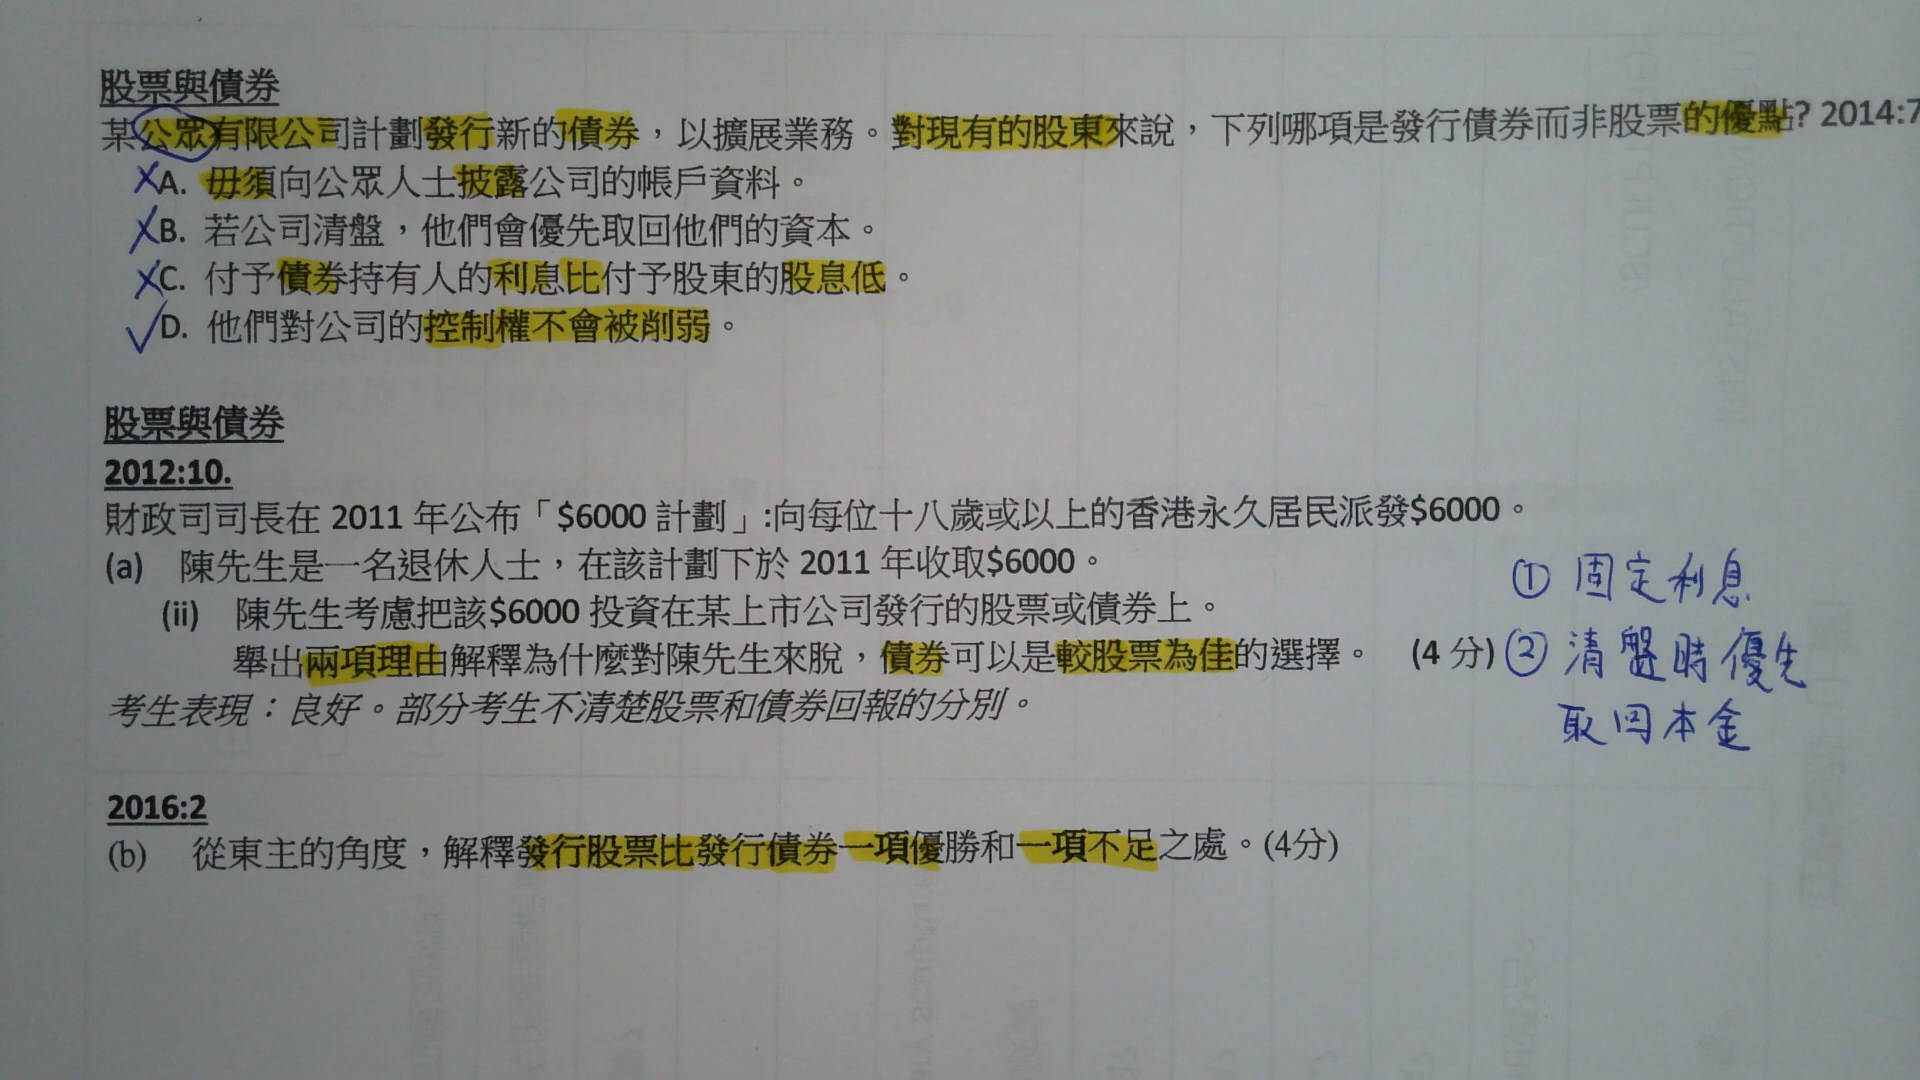 股票與債券
某公眾有限公司計劃發行新的債券，以擴展業務。對現有的股東來說，下列哪項是發行債券而非股票的優點? 2014:7
XA. 毋須向公眾人士披露公司的帳戶資料。
XB. 若公司清盤，他們會優先取回他們的資本。
XC. 付予債券持有人的利息比付予股東的股息低。
✓D. 他們對公司的控制權不會被削弱。
股票與債券
2012:10.
財政司司長在 2011 年公布「$6000 計劃」:向每位十八歲或以上的香港永久居民派發$6000。
(a) 陳先生是一名退休人士，在該計劃下於 2011 年收取$6000。
(ii) 陳先生考慮把該$6000 投資在某上市公司發行的股票或債券上。
舉出兩項理由解釋為什麼對陳先生來脫，債券可以是較股票為佳的選擇。 (4 分)
① 固定利息
② 清盤時優先
取回本金
考生表現：良好。部分考生不清楚股票和債券回報的分別。
2016:2
(b) 從東主的角度，解釋發行股票比發行債券一項優勝和一項不足之處。(4分)